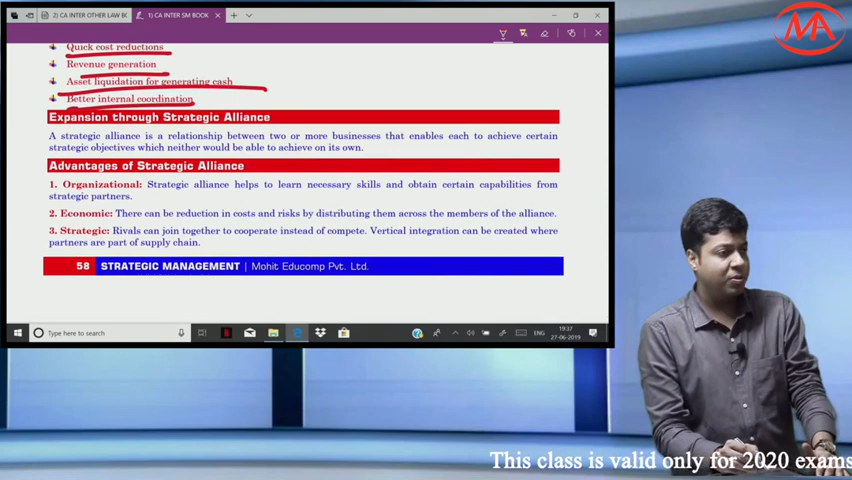 2) CA INTER OTHER LAW B
1) CA INTER SM BOOK
MA
Quick cost reductions
Revenue generation
Asset liquidation for generating cash
Better internal coordination
Expansion through Strategic Alliance
A strategic alliance is a relationship between two or more businesses that enables each to achieve certain
strategic objectives which neither would be able to achieve on its own.
Advantages of Strategic Alliance
1. Organizational: Strategic alliance helps to learn necessary skills and obtain certain capabilities from
strategic partners.
2. Economic: There can be reduction in costs and risks by distributing them across the members of the alliance.
3. Strategic: Rivals can join together to cooperate instead of compete. Vertical integration can be created where
partners are part of supply chain.
58 STRATEGIC MANAGEMENT | Mohit Educomp Pvt. Ltd.
Type here to search
ENG
19:37
27-06-2019
This class is valid only for 2020 exams